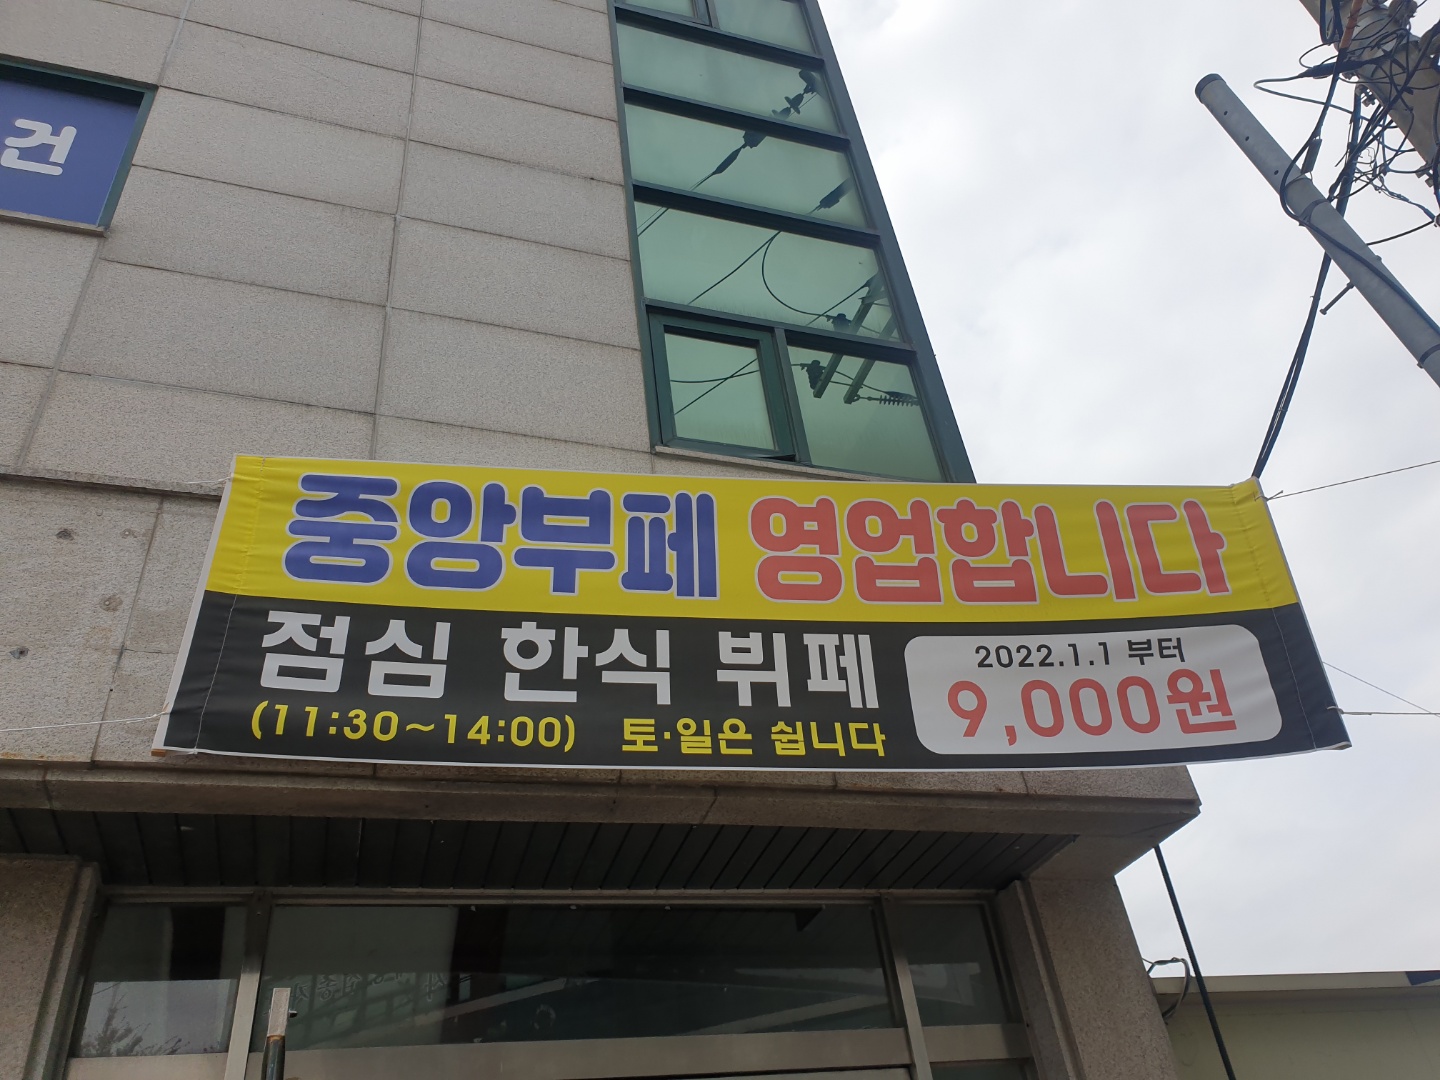 건
중앙부페 영업합니다
점심 한식 뷔페
(11:30~14:00) 토·일은 쉽니다
2022.1.1 부터
9,000원